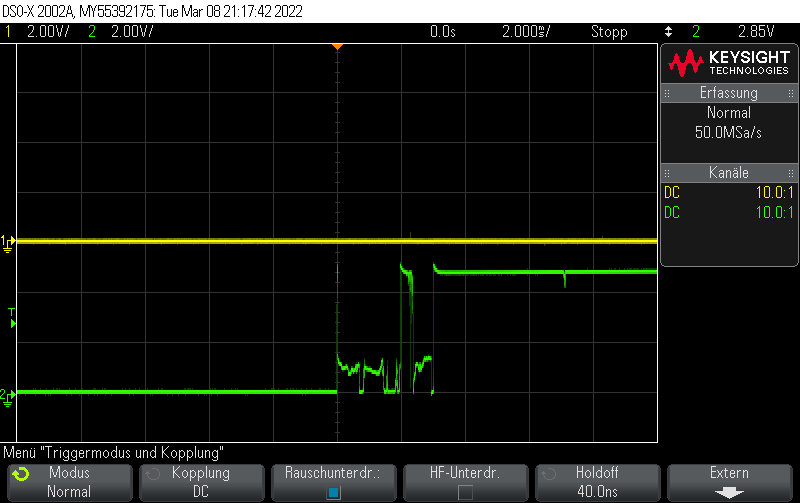 DSO-X 2002A, MY55392175: Tue Mar 08 21:17:42 2022
1 2.00V/ 2 2.00V/ 0.0s 2.000s/ Stopp 2 2.85V
KEYSIGHT
TECHNOLOGIES
Erfassung
Normal
50.0MSa/s
Kanäle
DC 10.0:1
DC 10.0:1
1
T
2
Menü "Triggermodus und Kopplung"
Modus Kopplung Rauschunterdr.: HF-Unterdr. Holdoff Extern
Normal DC 40.0ns